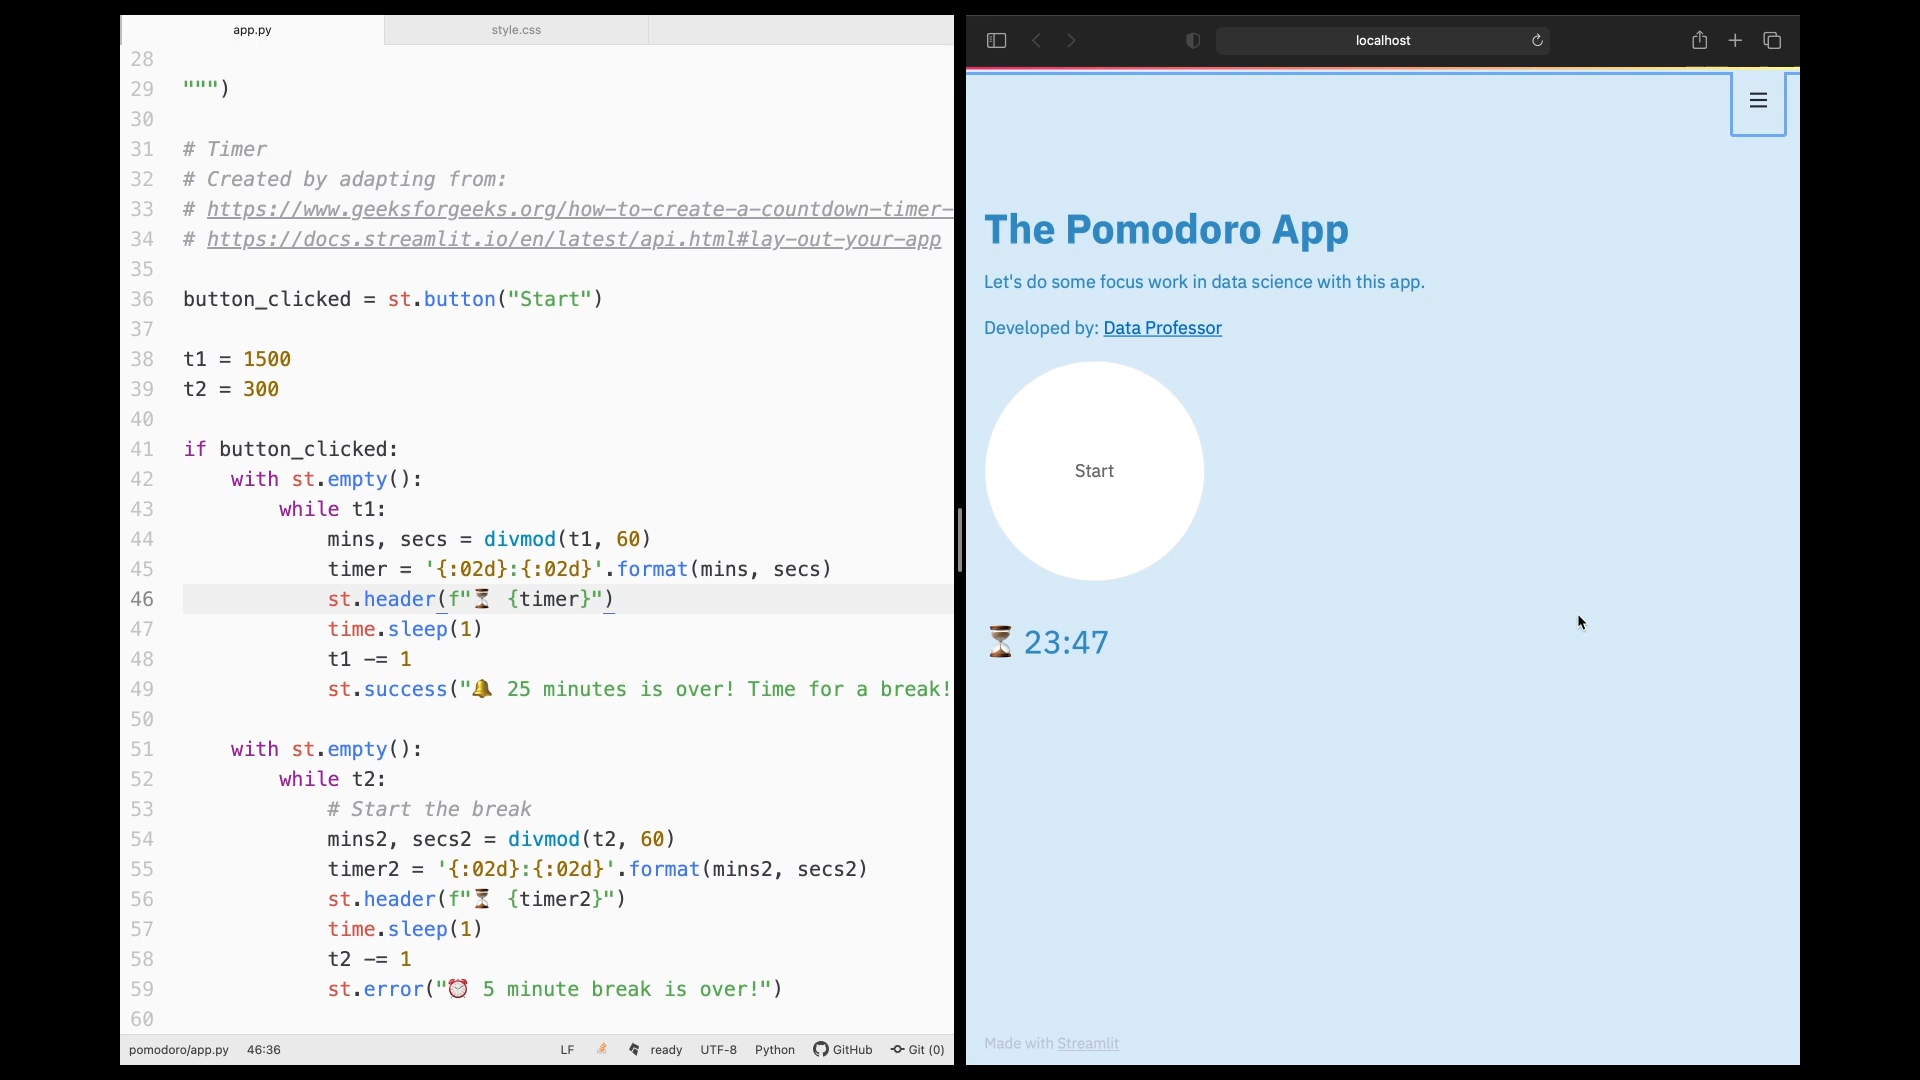 app.py
style.css
28
29 """)
30
31 # Timer
32 # Created by adapting from:
33 # https://www.geeksforgeeks.org/how-to-create-a-countdown-timer-
34 # https://docs.streamlit.io/en/latest/api.html#lay-out-your-app
35
36 button_clicked = st.button("Start")
37
38 t1 = 1500
39 t2 = 300
40
41 if button_clicked:
42     with st.empty():
43         while t1:
44             mins, secs = divmod(t1, 60)
45             timer = '{:02d}:{:02d}'.format(mins, secs)
46             st.header(f"⏳ {timer}")
47             time.sleep(1)
48             t1 -= 1
49             st.success("🔔 25 minutes is over! Time for a break!
50
51     with st.empty():
52         while t2:
53             # Start the break
54             mins2, secs2 = divmod(t2, 60)
55             timer2 = '{:02d}:{:02d}'.format(mins2, secs2)
56             st.header(f"⏳ {timer2}")
57             time.sleep(1)
58             t2 -= 1
59             st.error("⏰ 5 minute break is over!")
60
pomodoro/app.py 46:36 LF ready UTF-8 Python GitHub Git (0)
localhost
The Pomodoro App
Let's do some focus work in data science with this app.
Developed by: Data Professor
Start
⏳ 23:47
Made with Streamlit